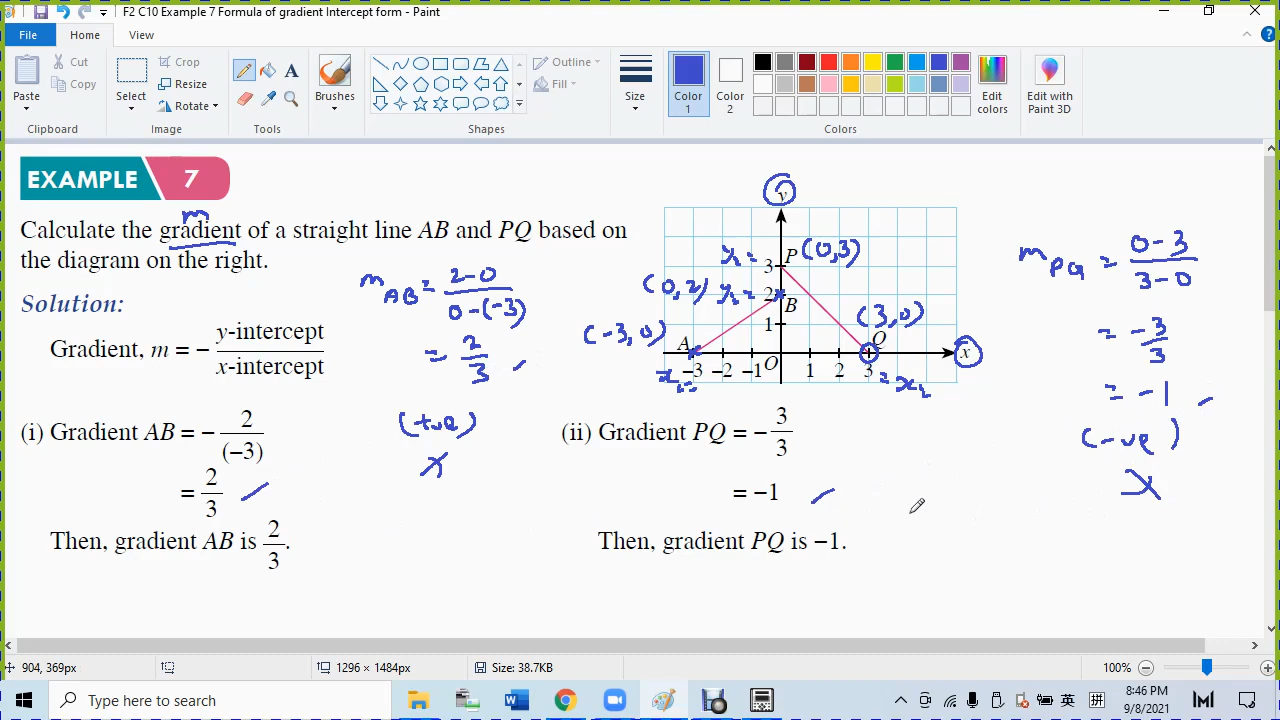 F2 C10 Example 7 Formula of gradient Intercept form - Paint
File Home View
Paste
Cut
Copy
Clipboard
Select
Crop
Resize
Rotate
Image
A
Tools
Brushes
Outline
Fill
Shapes
Size
Color 1
Color 2
Edit colors
Colors
Edit with Paint 3D
EXAMPLE 7
m
Calculate the gradient of a straight line AB and PQ based on
the diagram on the right.
Solution:
Gradient, m = − y-intercept / x-intercept
m AB = 2-0 / 0-(-3)
= 2/3
(+ve)
(i) Gradient AB = − 2/(−3)
= 2/3
Then, gradient AB is 2/3.
y
y₁ = 3 P (0,3)
(0,2) y₂ = 2 B
1
(-3,0) A
(3,0) Q
x
−3 −2 −1 O 1 2 3
= x₂
(ii) Gradient PQ = − 3/3
= −1
Then, gradient PQ is −1.
m PQ = 0-3 / 3-0
= -3/3
= -1
(-ve)
904, 369px
1296 × 1484px
Size: 38.7KB
100%
Type here to search
英
拼
8:46 PM
9/8/2021